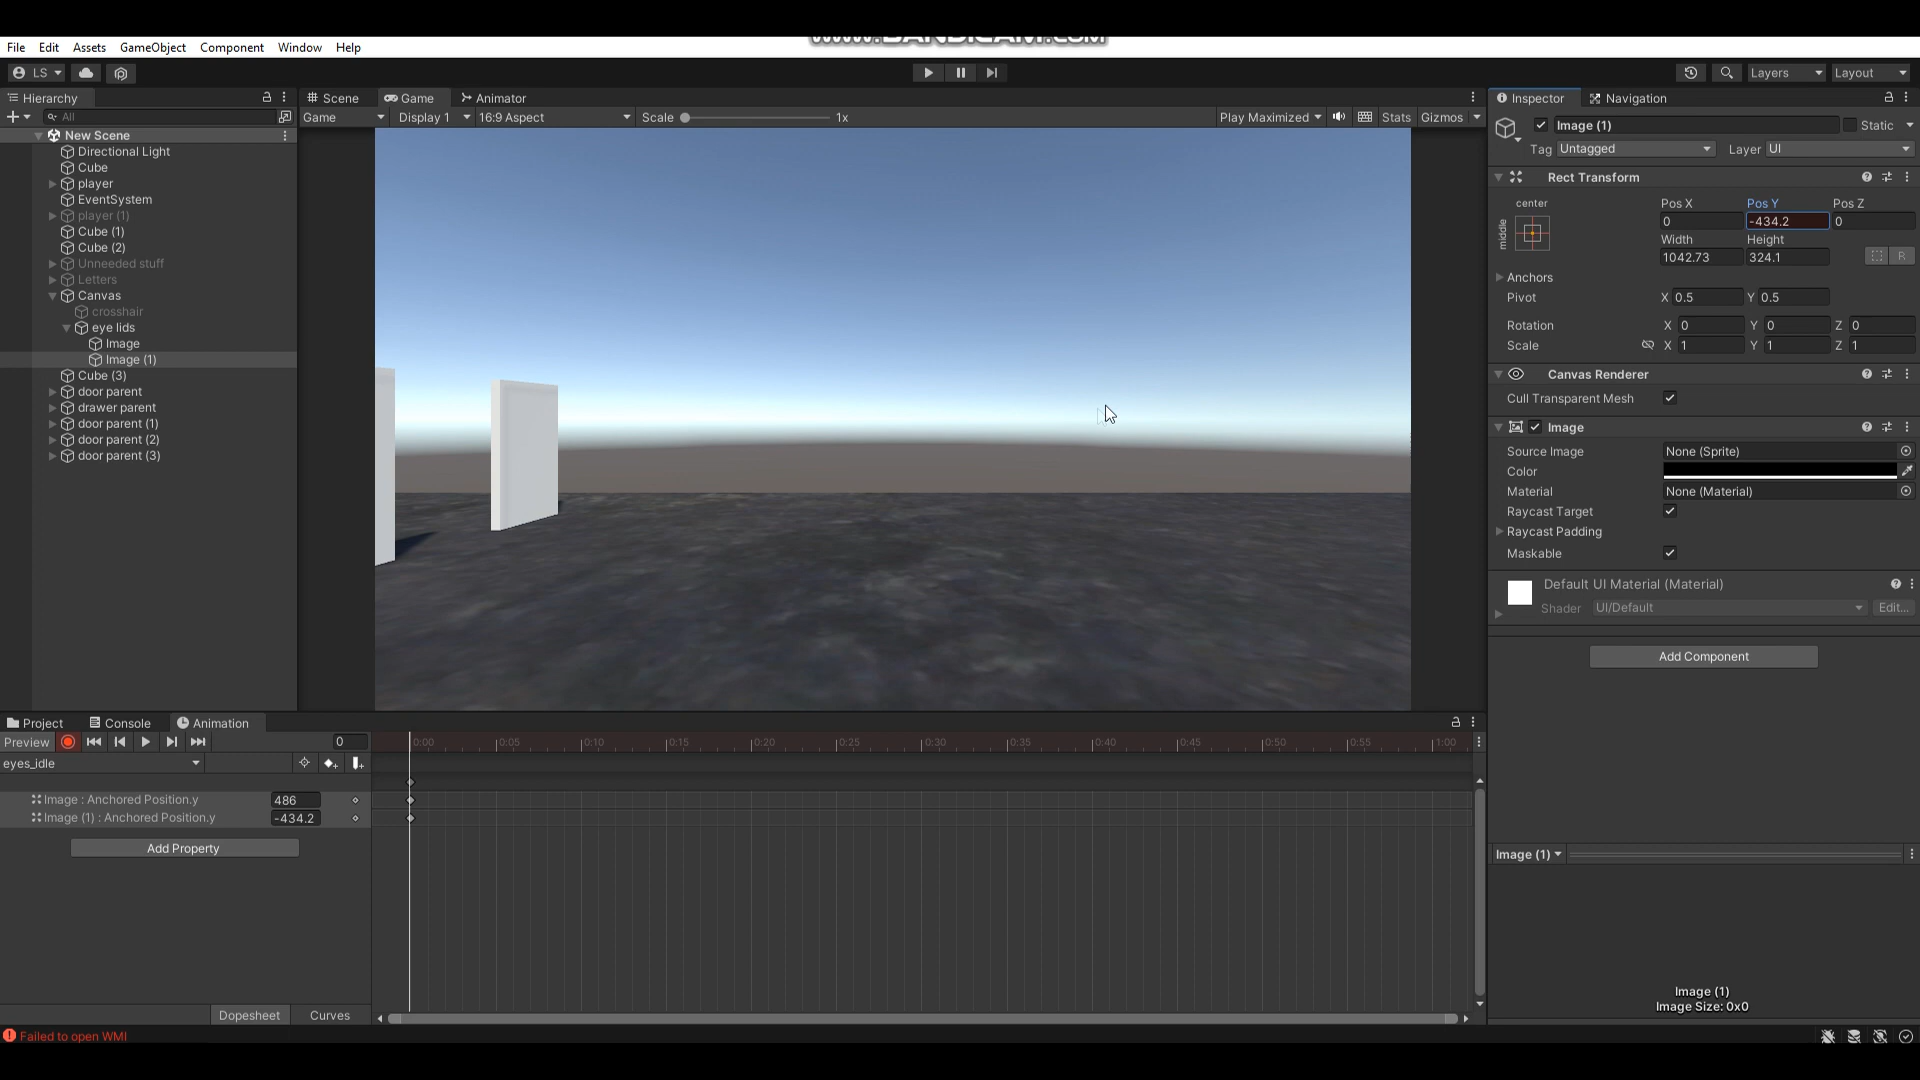 www.BANDICAM.com
File Edit Assets GameObject Component Window Help
LS
Layers Layout
Hierarchy
Scene Game Animator
Inspector Navigation
All
Game Display 1 16:9 Aspect Scale 1x Play Maximized Stats Gizmos
Image (1) Static
Tag Untagged Layer UI
New Scene
Directional Light
Cube
player
EventSystem
player (1)
Cube (1)
Cube (2)
Unneeded stuff
Letters
Canvas
crosshair
eye lids
Image
Image (1)
Cube (3)
door parent
drawer parent
door parent (1)
door parent (2)
door parent (3)
Rect Transform
center Pos X Pos Y Pos Z
middle
0 -434.2 0
Width Height
1042.73 324.1
R
Anchors
Pivot X 0.5 Y 0.5
Rotation X 0 Y 0 Z 0
Scale X 1 Y 1 Z 1
Canvas Renderer
Cull Transparent Mesh
Image
Source Image None (Sprite)
Color
Material None (Material)
Raycast Target
Raycast Padding
Maskable
Default UI Material (Material)
Shader UI/Default Edit...
Add Component
Project Console Animation
Preview 0
0:00 0:05 0:10 0:15 0:20 0:25 0:30 0:35 0:40 0:45 0:50 0:55 1:00
eyes_idle
Image : Anchored Position.y 486
Image (1) : Anchored Position.y -434.2
Add Property
Image (1)
Image (1)
Image Size: 0x0
Dopesheet Curves
Failed to open WMI